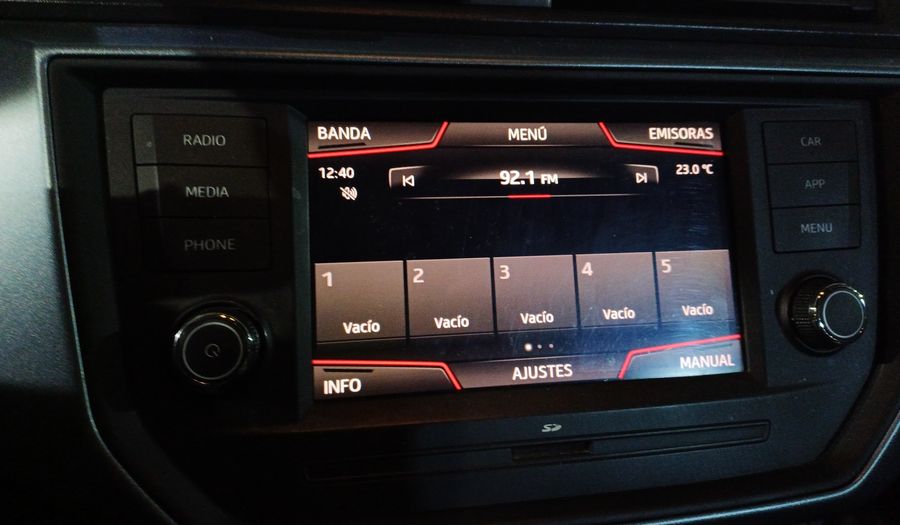 RADIO
MEDIA
PHONE
BANDA MENÚ EMISORAS
12:40 92.1 FM 23.0 °C
1 2 3 4 5
Vacío Vacío Vacío Vacío Vacío
INFO AJUSTES MANUAL
CAR
APP
MENU
SD